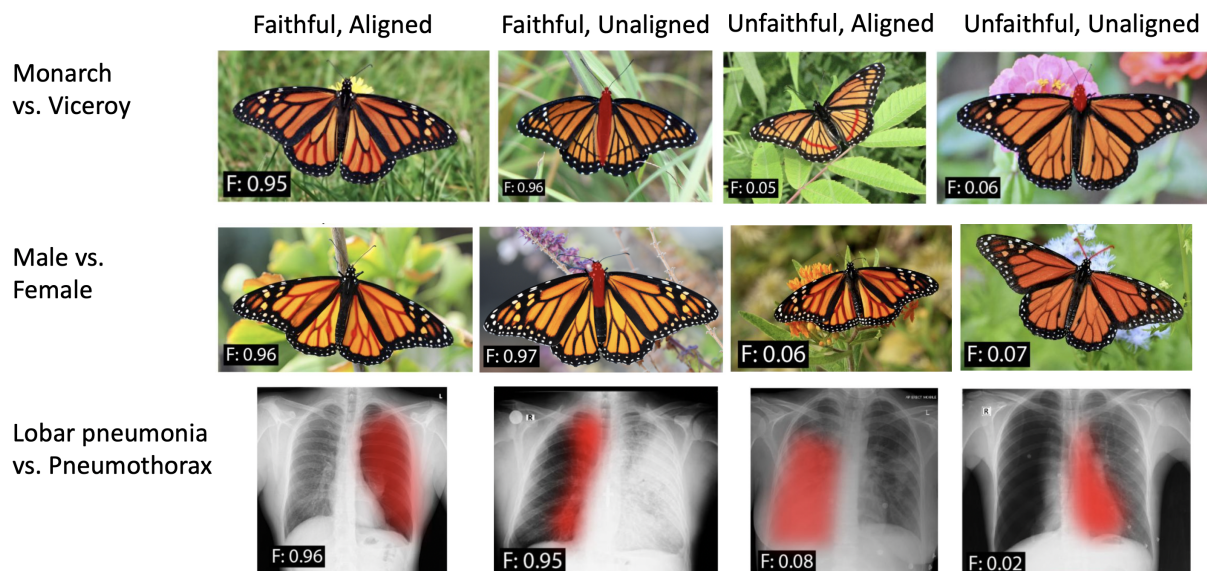 Faithful, Aligned
Faithful, Unaligned
Unfaithful, Aligned
Unfaithful, Unaligned
Monarch
vs. Viceroy
F: 0.95
F: 0.96
F: 0.05
F: 0.06
Male vs.
Female
F: 0.96
F: 0.97
F: 0.06
F: 0.07
Lobar pneumonia
vs. Pneumothorax
L
R
L
R
F: 0.96
F: 0.95
F: 0.08
F: 0.02